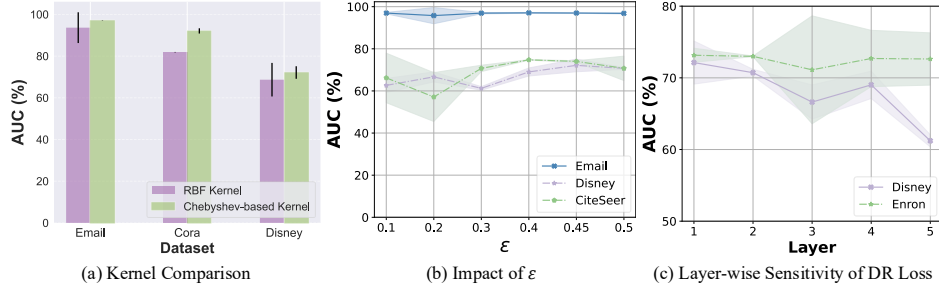 AUC (%)
100
80
60
40
20
0
RBF Kernel
Chebyshev-based Kernel
Email
Cora
Disney
Dataset
(a) Kernel Comparison
AUC (%)
100
80
60
40
20
0
Email
Disney
CiteSeer
0.1
0.2
0.3
0.4
0.45
0.5
ε
(b) Impact of ε
AUC (%)
80
70
60
50
Disney
Enron
1
2
3
4
5
Layer
(c) Layer-wise Sensitivity of DR Loss